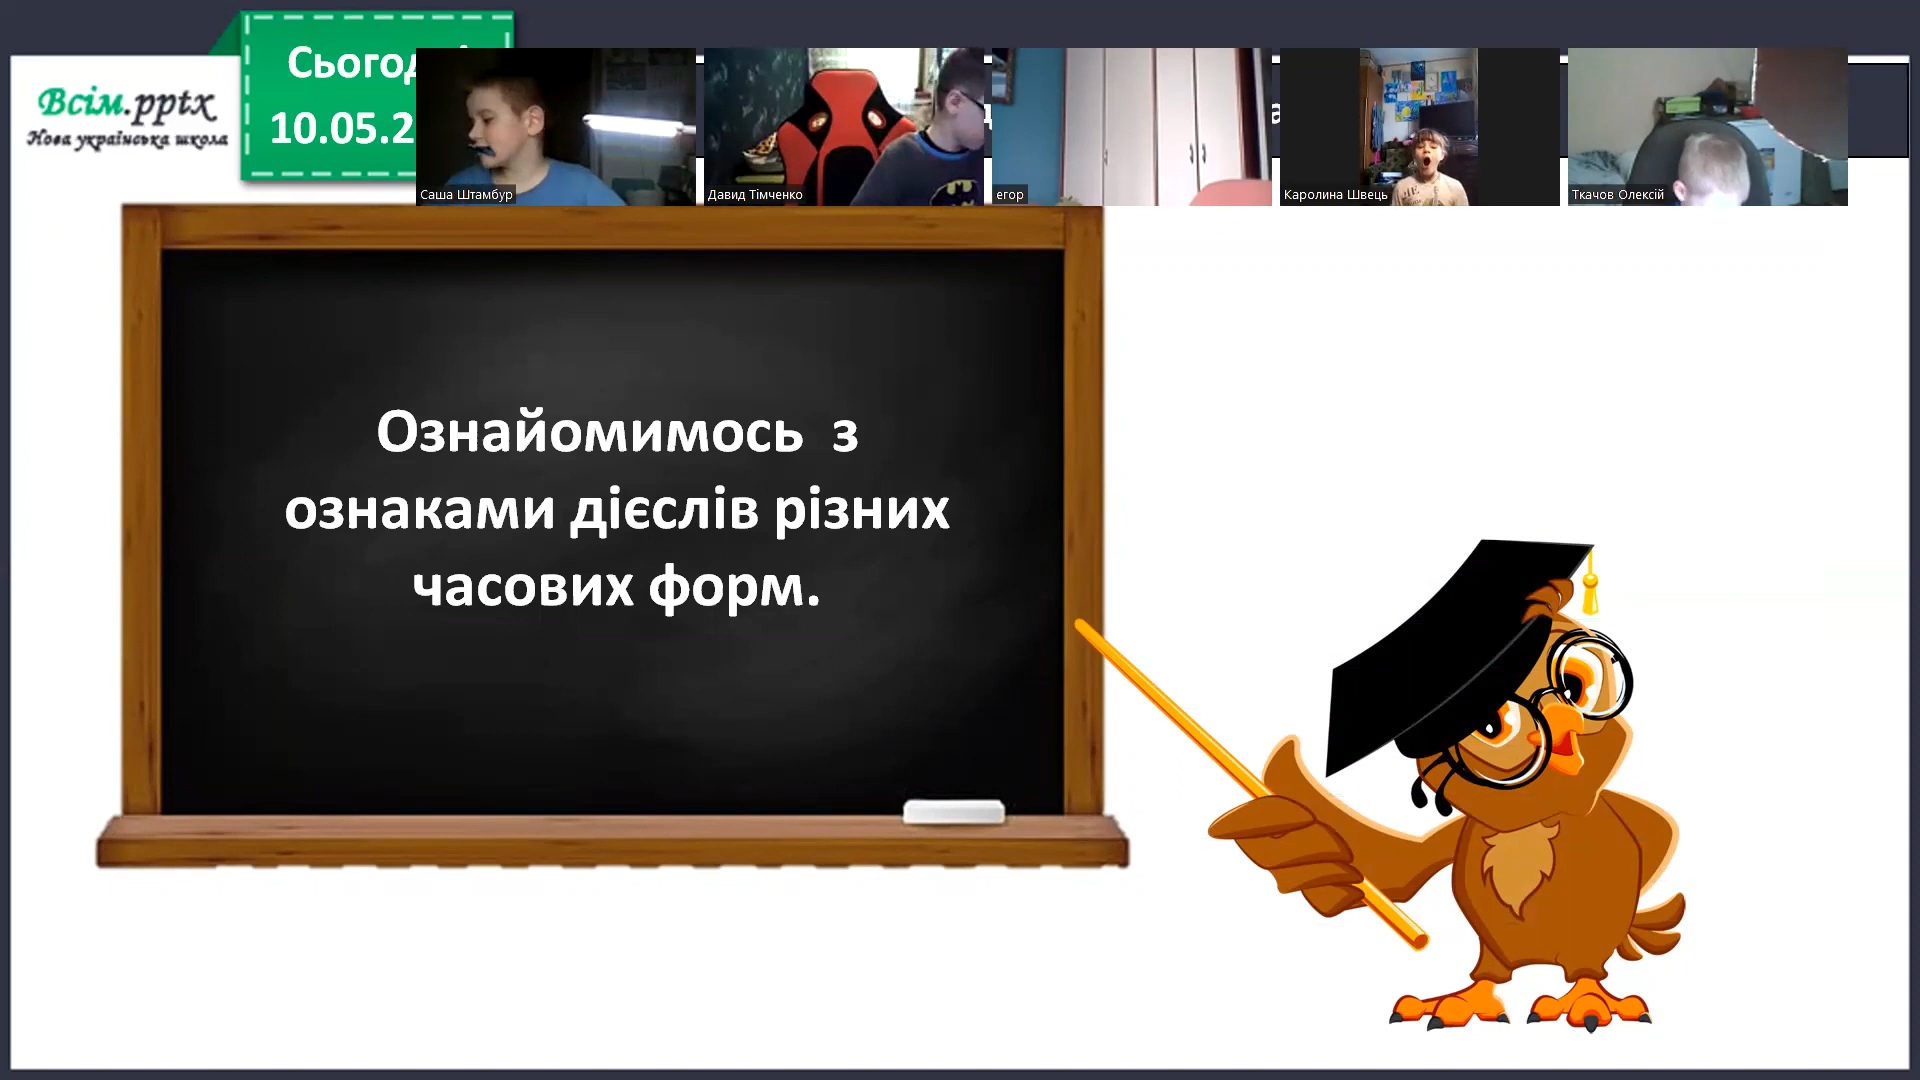 Всім.pptx
Нова українська школа
10.05.2
Саша Штамбур
Давид Тімченко
егор
Каролина Швець
Ткачов Олексій
Ознайомимось з
ознаками дієслів різних
часових форм.